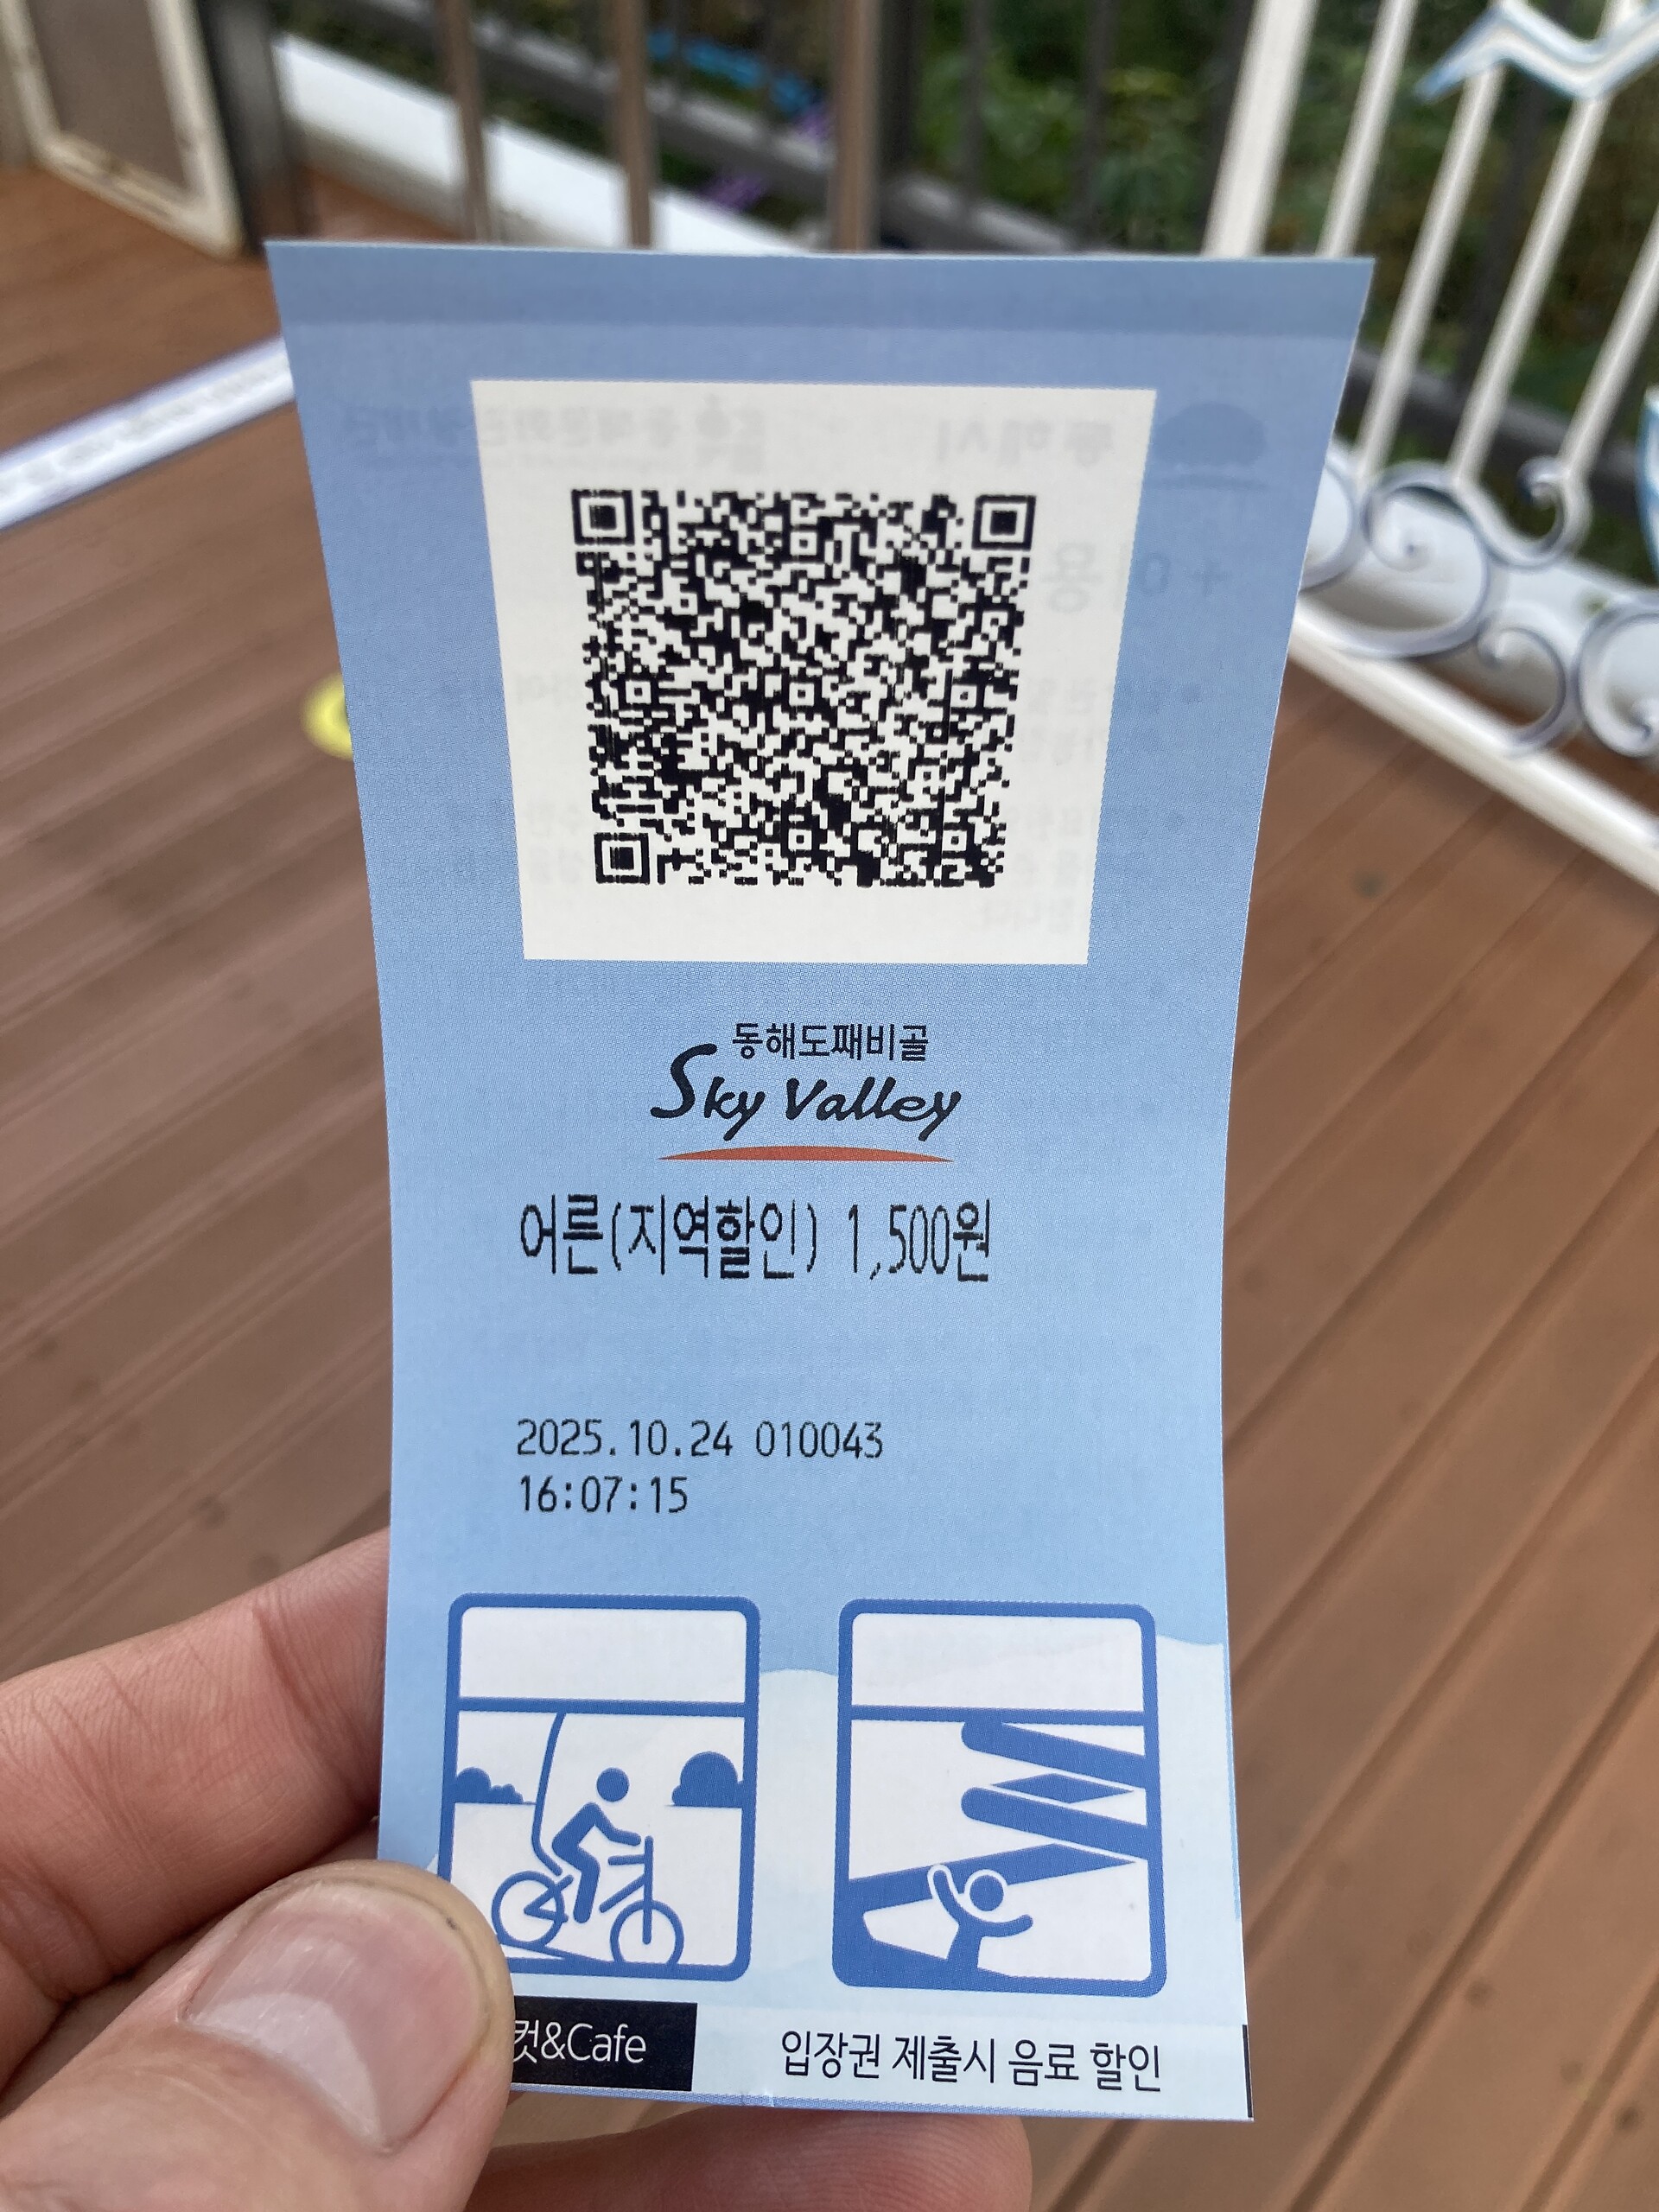 동해도째비골
Sky Valley
어른(지역할인) 1,500원
2025.10.24 010043
16:07:15
컷&Cafe
입장권 제출시 음료 할인